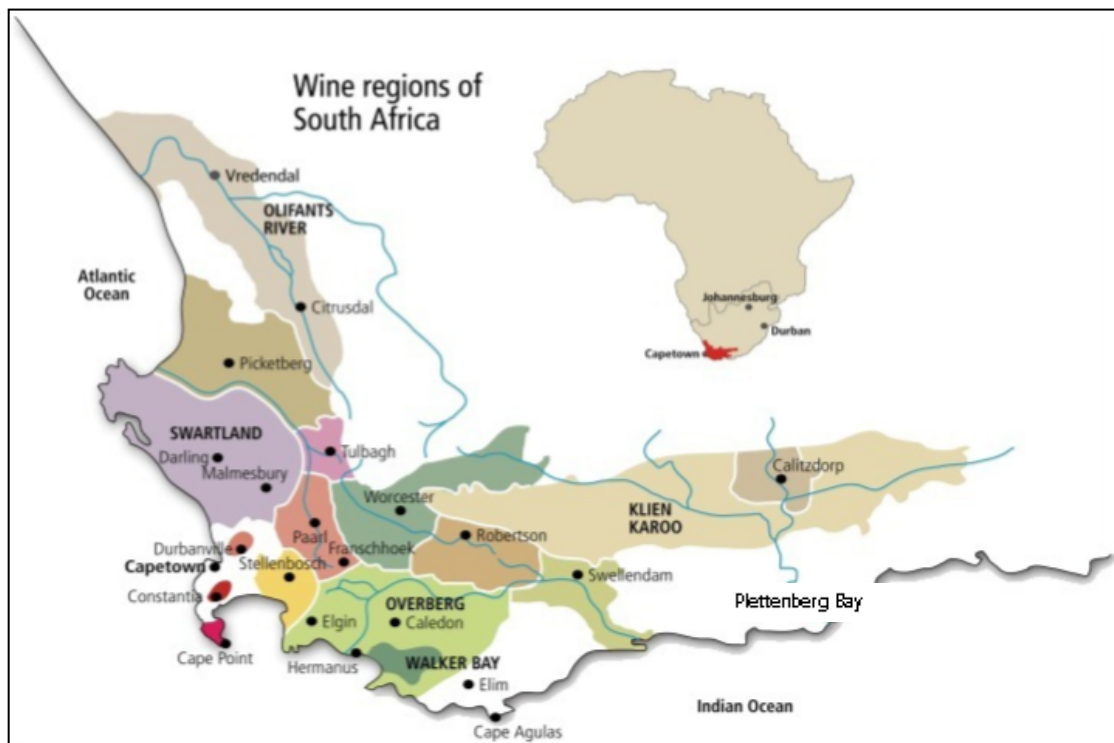 Wine regions of
South Africa
Vredendal
OLIFANTS
RIVER
Atlantic
Ocean
Citrusdal
Johannesburg
Durban
Capetown
Picketberg
SWARTLAND
Darling
Malmesbury
Tulbagh
Worcester
Calitzdorp
KLIEN
KAROO
Paarl
Robertson
Durbanville
Franschhoek
Capetown
Stellenbosch
Swellendam
Constantia
OVERBERG
Plettenberg Bay
Elgin
Caledon
Cape Point
Hermanus
WALKER BAY
Elim
Indian Ocean
Cape Agulas